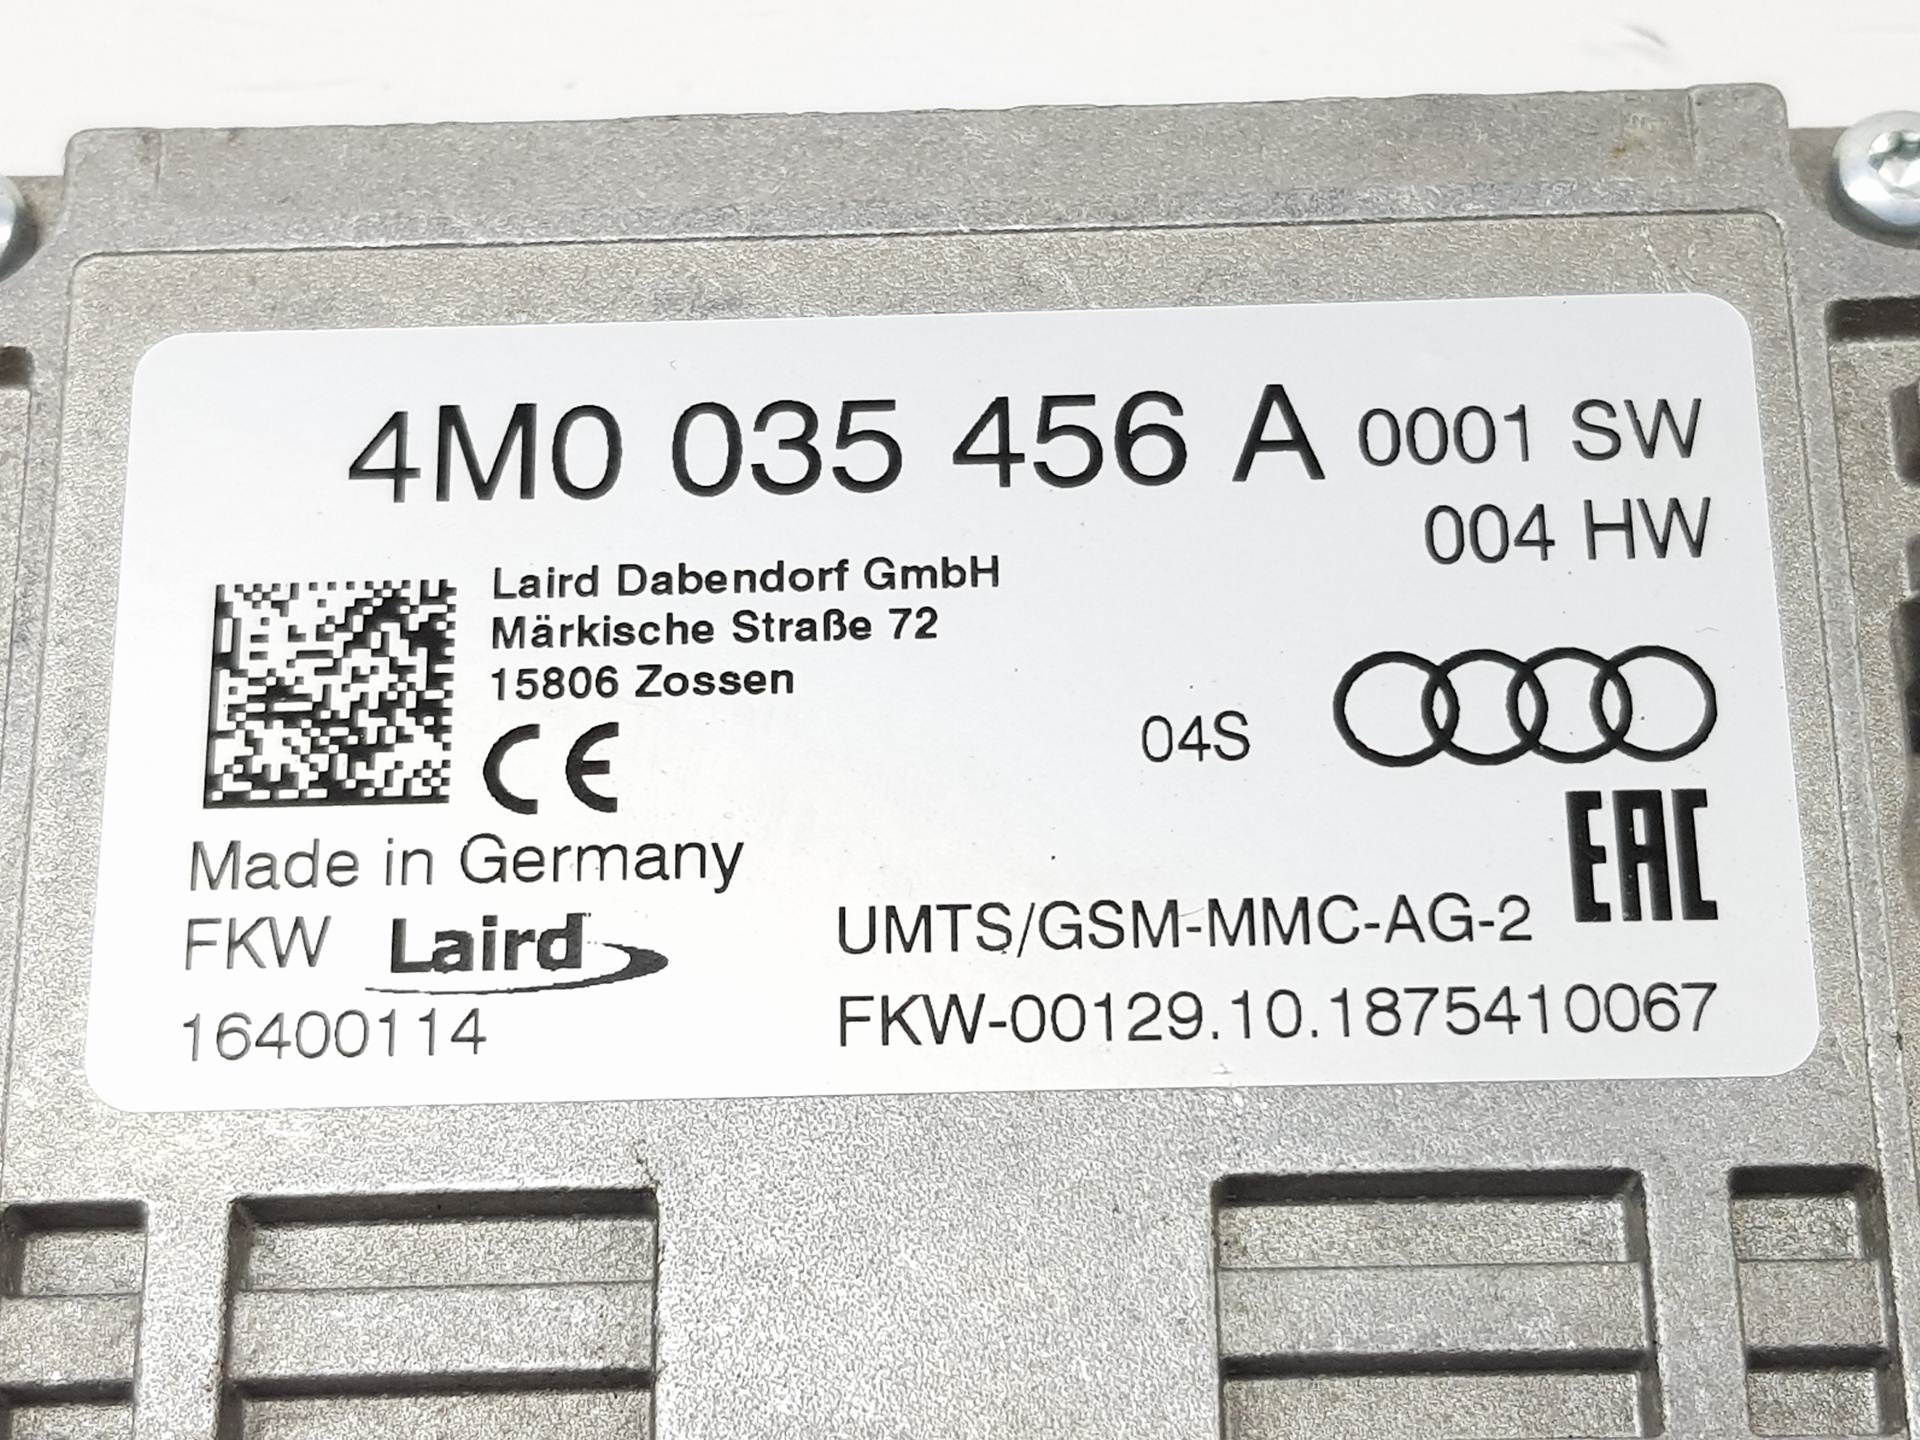 4M0 035 456 A 0001 SW
004 HW
Laird Dabendorf GmbH
Märkische Straße 72
15806 Zossen
04S
CE
EAC
Made in Germany
UMTS/GSM-MMC-AG-2
FKW Laird
16400114
FKW-00129.10.1875410067